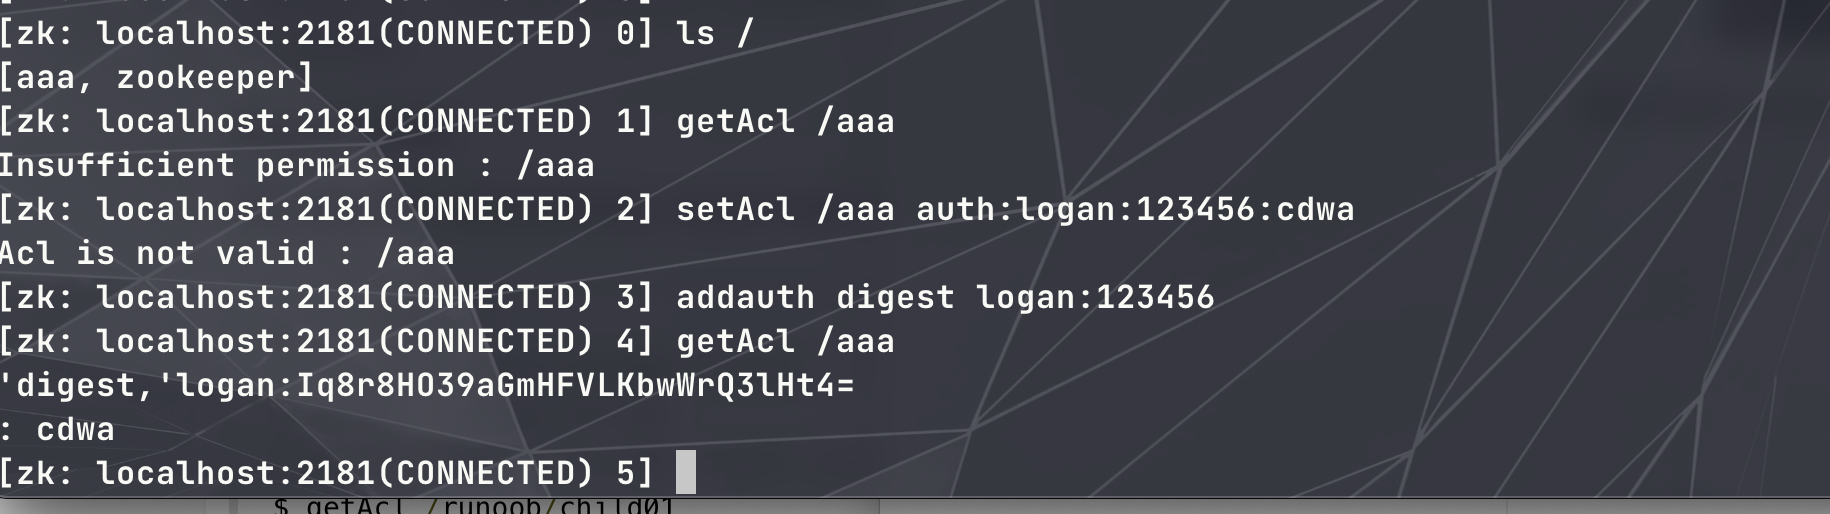 [zk: localhost:2181(CONNECTED) 0] ls /
[aaa, zookeeper]
[zk: localhost:2181(CONNECTED) 1] getAcl /aaa
Insufficient permission : /aaa
[zk: localhost:2181(CONNECTED) 2] setAcl /aaa auth:logan:123456:cdwa
Acl is not valid : /aaa
[zk: localhost:2181(CONNECTED) 3] addauth digest logan:123456
[zk: localhost:2181(CONNECTED) 4] getAcl /aaa
'digest,'logan:Iq8r8HO39aGmHFVLKbwWrQ3lHt4=
: cdwa
[zk: localhost:2181(CONNECTED) 5]
$ getAcl /runoob/child01